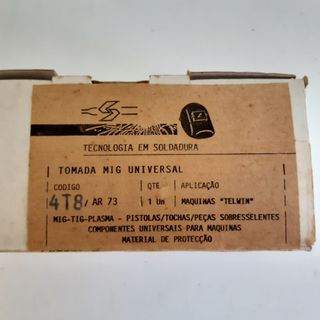 TECNOLOGIA EM SOLDADURA
TOMADA MIG UNIVERSAL
CODIGO QTE APLICAÇÃO
4T8/ AR 73 1 Un MAQUINAS "TELWIN"
MIG-TIG-PLASMA - PISTOLAS/TOCHAS/PEÇAS SOBRESSELENTES
COMPONENTES UNIVERSAIS PARA MAQUINAS
MATERIAL DE PROTECÇÃO